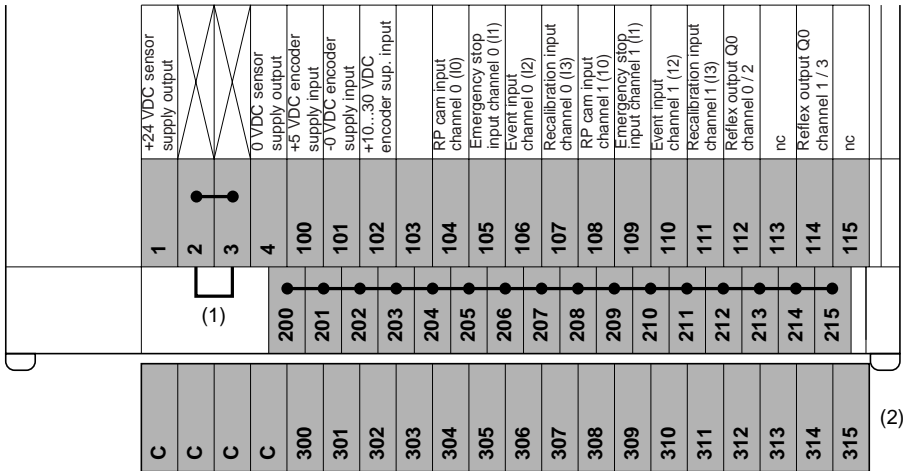 +24 VDC sensor
supply output
0 VDC sensor
supply output
+5 VDC encoder
supply input
-0 VDC encoder
supply input
+10...30 VDC
encoder sup. input
RP cam input
channel 0 (I0)
Emergency stop
input channel 0 (I1)
Event input
channel 0 (I2)
Recalibration input
channel 0 (I3)
RP cam input
channel 1 (I0)
Emergency stop
input channel 1 (I1)
Event input
channel 1 (I2)
Recalibration input
channel 1 (I3)
Reflex output Q0
channel 0 / 2
nc
Reflex output Q0
channel 1 / 3
nc
1 2 3 4 100 101 102 103 104 105 106 107 108 109 110 111 112 113 114 115
(1)
200 201 202 203 204 205 206 207 208 209 210 211 212 213 214 215
C C C C 300 301 302 303 304 305 306 307 308 309 310 311 312 313 314 315
(2)